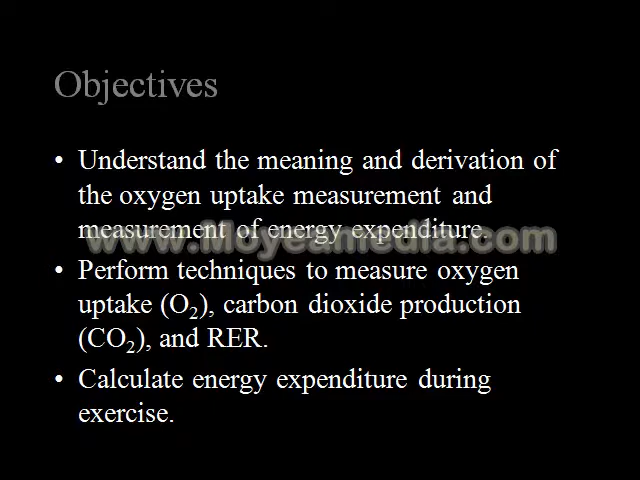 Objectives
• Understand the meaning and derivation of
the oxygen uptake measurement and
measurement of energy expenditure.
www.Moyeamedia.com
• Perform techniques to measure oxygen
uptake (O₂), carbon dioxide production
(CO₂), and RER.
• Calculate energy expenditure during
exercise.